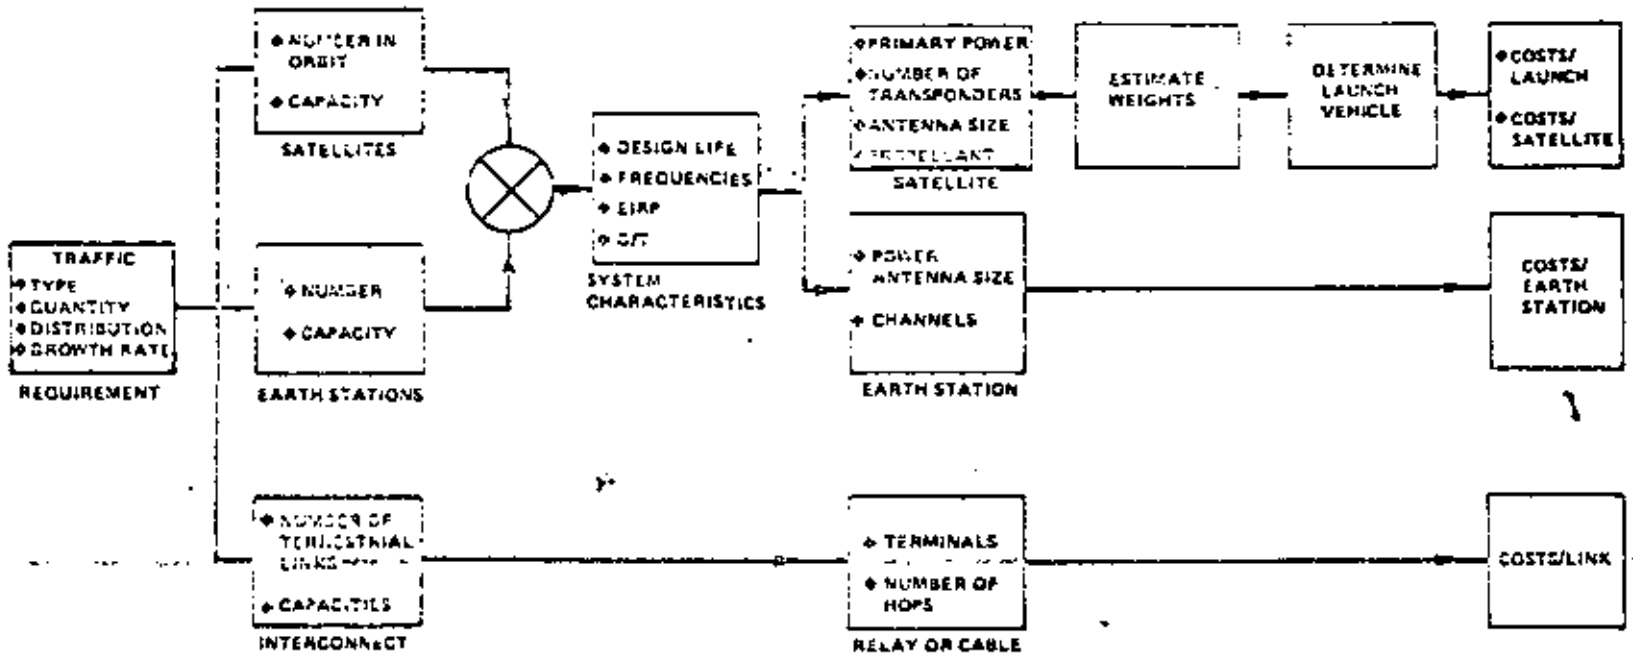 NUMBER IN
ORBIT
CAPACITY
SATELLITES
TRAFFIC
TYPE
QUANTITY
DISTRIBUTION
GROWTH RATE
REQUIREMENT
NUMBER
CAPACITY
EARTH STATIONS
NUMBER OF
TERRESTRIAL
LINKS
CAPACITIES
INTERCONNECT
DESIGN LIFE
FREQUENCIES
EIRP
G/T
SYSTEM
CHARACTERISTICS
PRIMARY POWER
NUMBER OF
TRANSPONDERS
ANTENNA SIZE
PROPELLANT
SATELLITE
POWER
ANTENNA SIZE
CHANNELS
EARTH STATION
TERMINALS
NUMBER OF
HOPS
RELAY OR CABLE
ESTIMATE
WEIGHTS
DETERMINE
LAUNCH
VEHICLE
COSTS/
LAUNCH
COSTS/
SATELLITE
COSTS/
EARTH
STATION
COSTS/LINK